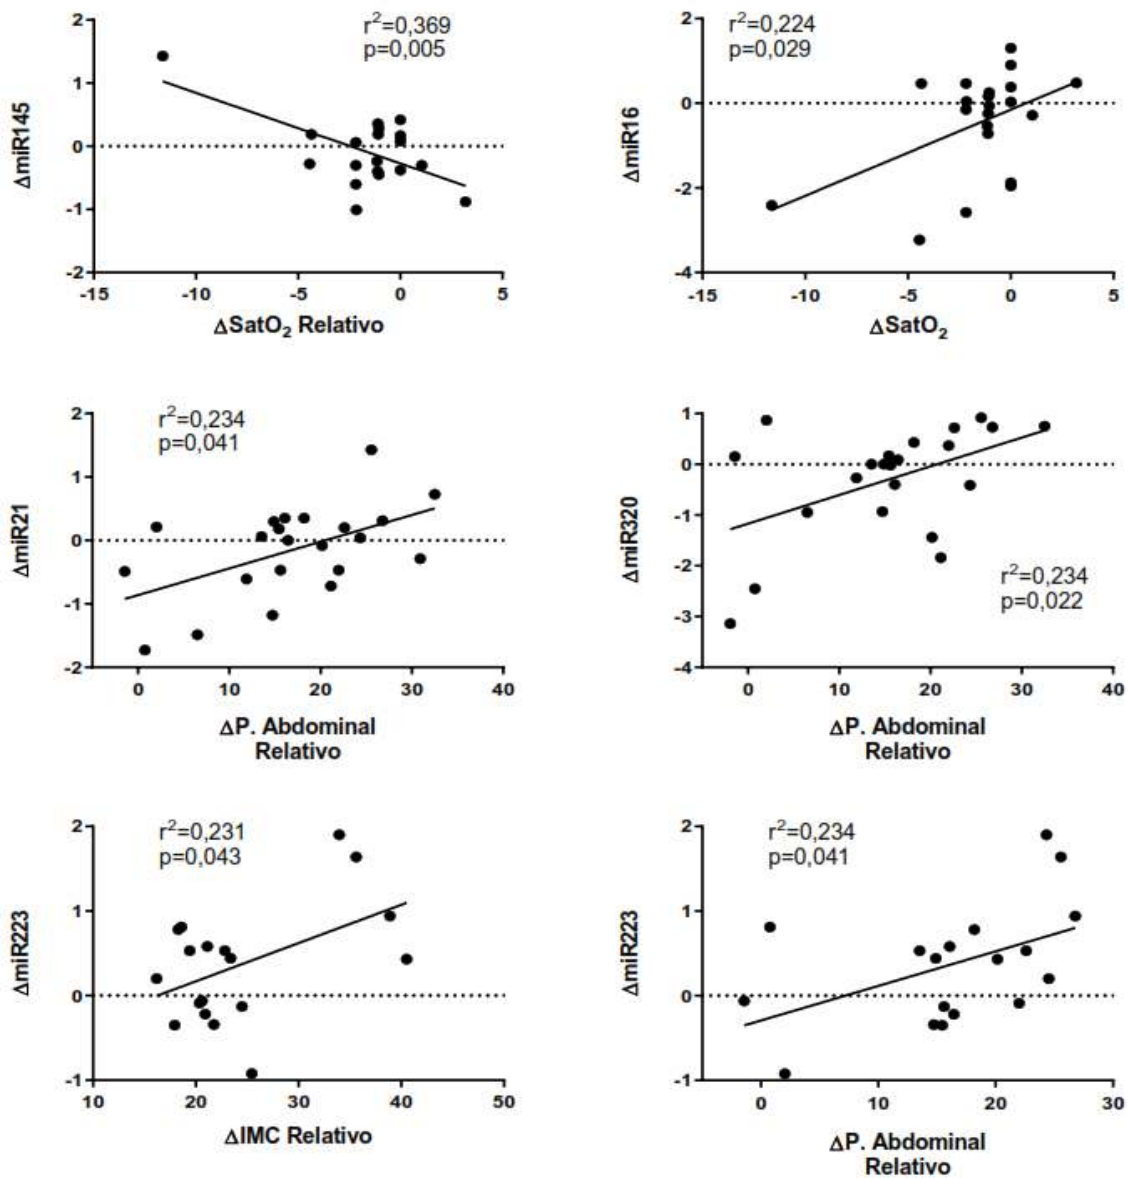 r²=0,369
p=0,005
2
1
0
-1
-2
ΔmiR145
-15
-10
-5
0
5
ΔSatO₂ Relativo
r²=0,224
p=0,029
2
0
-2
-4
ΔmiR16
-15
-10
-5
0
5
ΔSatO₂
r²=0,234
p=0,041
2
1
0
-1
-2
ΔmiR21
0
10
20
30
40
ΔP. Abdominal
Relativo
1
0
-1
-2
-3
-4
ΔmiR320
r²=0,234
p=0,022
0
10
20
30
40
ΔP. Abdominal
Relativo
r²=0,231
p=0,043
2
1
0
-1
ΔmiR223
10
20
30
40
50
ΔIMC Relativo
r²=0,234
p=0,041
2
1
0
-1
ΔmiR223
0
10
20
30
ΔP. Abdominal
Relativo